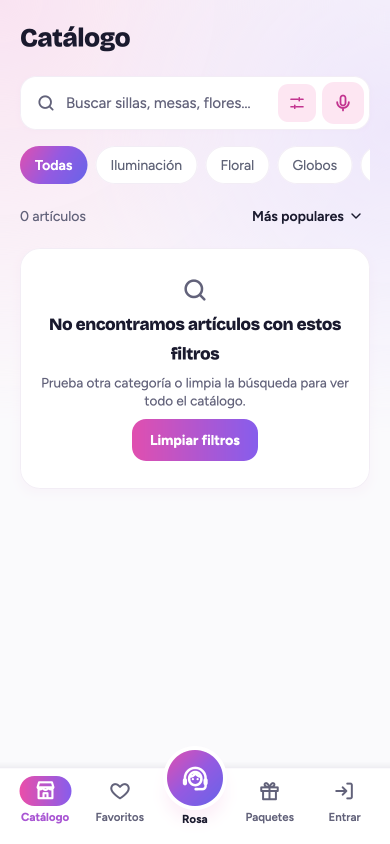 Catálogo
Buscar sillas, mesas, flores...
Todas
Iluminación
Floral
Globos
0 artículos
Más populares
No encontramos artículos con estos
filtros
Prueba otra categoría o limpia la búsqueda para ver
todo el catálogo.
Limpiar filtros
Catálogo
Favoritos
Rosa
Paquetes
Entrar